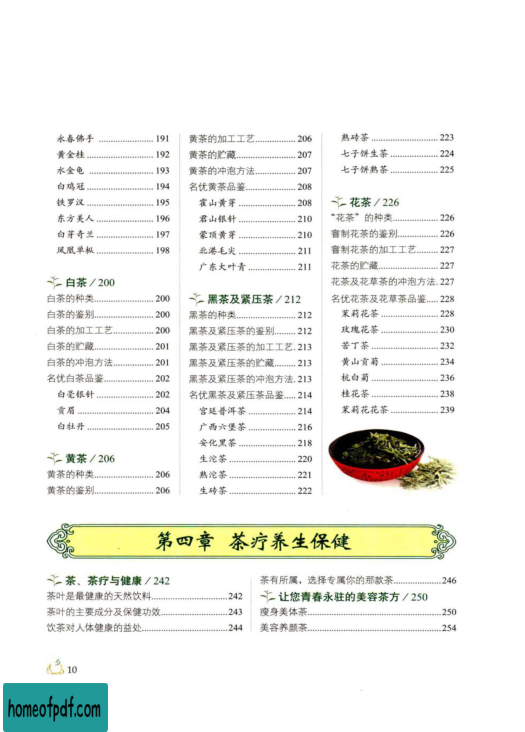 永春佛手 ………………… 191
黄金桂 …………………… 192
水金龟 …………………… 193
白鸡冠 …………………… 194
铁罗汉 …………………… 195
东方美人 ………………… 196
白芽奇兰 ………………… 197
凤凰单枞 ………………… 198
白茶 / 200
白茶的种类………………… 200
白茶的鉴别………………… 200
白茶的加工工艺…………… 200
白茶的贮藏………………… 201
白茶的冲泡方法…………… 201
名优白茶品鉴……………… 202
白毫银针 ………………… 202
贡眉 ……………………… 204
白牡丹 …………………… 205
黄茶 / 206
黄茶的种类………………… 206
黄茶的鉴别………………… 206
黄茶的加工工艺…………… 206
黄茶的贮藏………………… 207
黄茶的冲泡方法…………… 207
名优黄茶品鉴……………… 208
霍山黄芽 ………………… 208
君山银针 ………………… 210
蒙顶黄芽 ………………… 210
北港毛尖 ………………… 211
广东大叶青 ……………… 211
黑茶及紧压茶 / 212
黑茶的种类………………… 212
黑茶及紧压茶的鉴别……… 212
黑茶及紧压茶的加工工艺. 213
黑茶及紧压茶的贮藏……… 213
黑茶及紧压茶的冲泡方法. 213
名优黑茶及紧压茶品鉴…… 214
宫廷普洱茶 ……………… 214
广西六堡茶 ……………… 216
安化黑茶 ………………… 218
生沱茶 …………………… 220
熟沱茶 …………………… 221
生砖茶 …………………… 222
熟砖茶 …………………… 223
七子饼生茶 ……………… 224
七子饼熟茶 ……………… 225
花茶 / 226
“花茶”的种类…………… 226
窨制花茶的鉴别…………… 226
窨制花茶的加工工艺……… 227
花茶的贮藏………………… 227
花茶及花草茶的冲泡方法. 227
名优花茶及花草茶品鉴…… 228
茉莉花茶 ………………… 228
玫瑰花茶 ………………… 230
苦丁茶 …………………… 232
黄山贡菊 ………………… 234
杭白菊 …………………… 236
桂花茶 …………………… 238
茉莉花花茶 ……………… 239
第四章 茶疗养生保健
茶、茶疗与健康 / 242
茶叶是最健康的天然饮料………………… 242
茶叶的主要成分及保健功效……………… 243
饮茶对人体健康的益处…………………… 244
茶有所属，选择专属你的那款茶………… 246
让您青春永驻的美容茶方 / 250
瘦身美体茶………………………………… 250
美容养颜茶………………………………… 254
10
homeofpdf.com